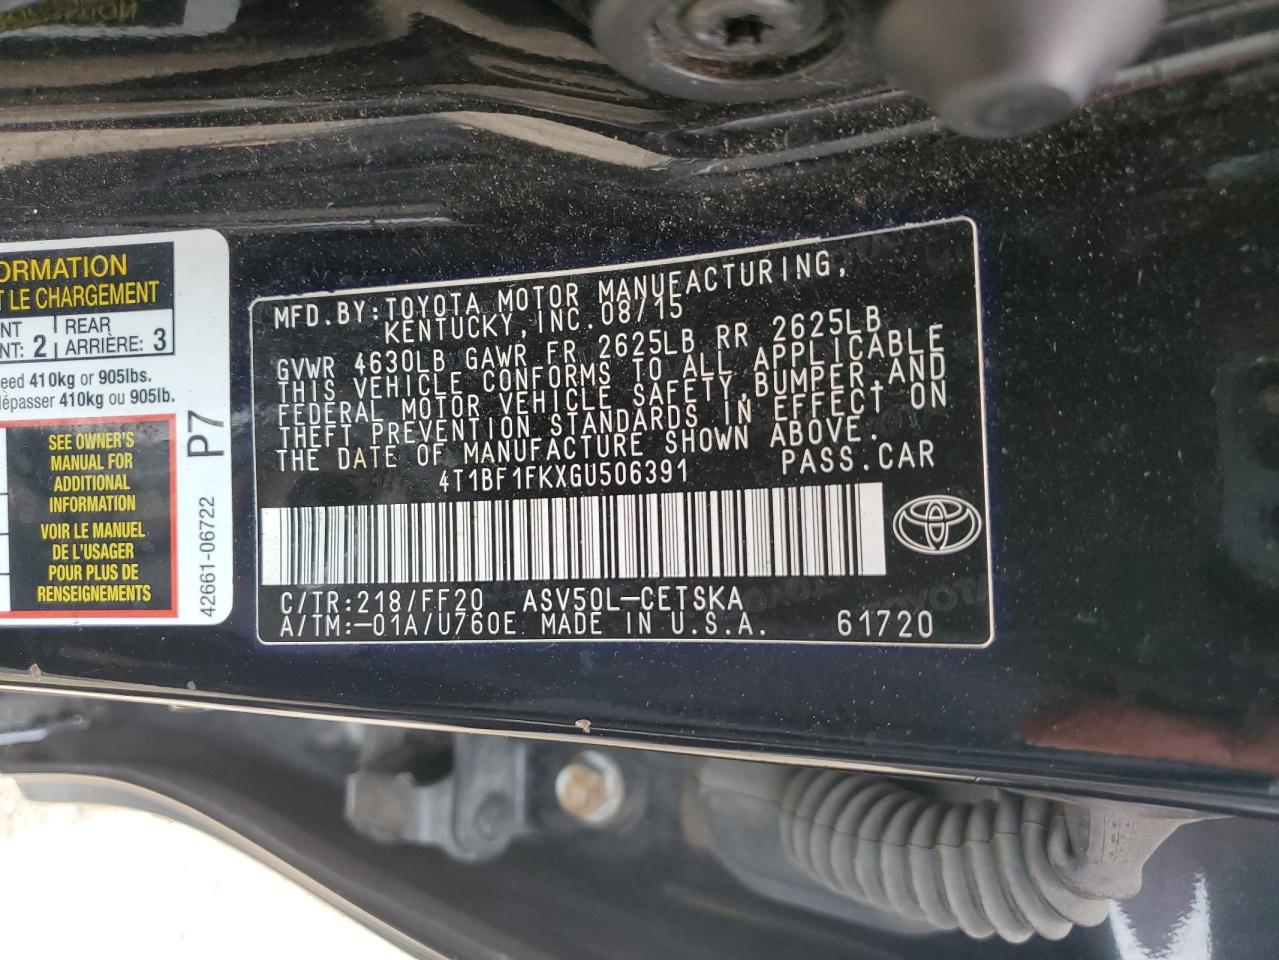 ORMATION
T LE CHARGEMENT
NT 2 REAR
NT: ARRIÈRE: 3
eed 410kg or 905lbs.
dépasser 410kg ou 905lb.
SEE OWNER'S
MANUAL FOR
ADDITIONAL
INFORMATION
VOIR LE MANUEL
DE L'USAGER
POUR PLUS DE
RENSEIGNEMENTS
P7
42661-06722
MFD.BY: TOYOTA MOTOR MANUFACTURING,
KENTUCKY, INC. 08/15
GVWR 4630LB GAWR FR 2625LB RR 2625LB
THIS VEHICLE CONFORMS TO ALL APPLICABLE
FEDERAL MOTOR VEHICLE SAFETY, BUMPER, AND
THEFT PREVENTION STANDARDS IN EFFECT ON
THE DATE OF MANUFACTURE SHOWN ABOVE.
4T1BF1FKXGU506391 PASS.CAR
C/TR:218/FF20 ASV50L-CETSKA
A/TM:-01A/U760E MADE IN U.S.A. 61720